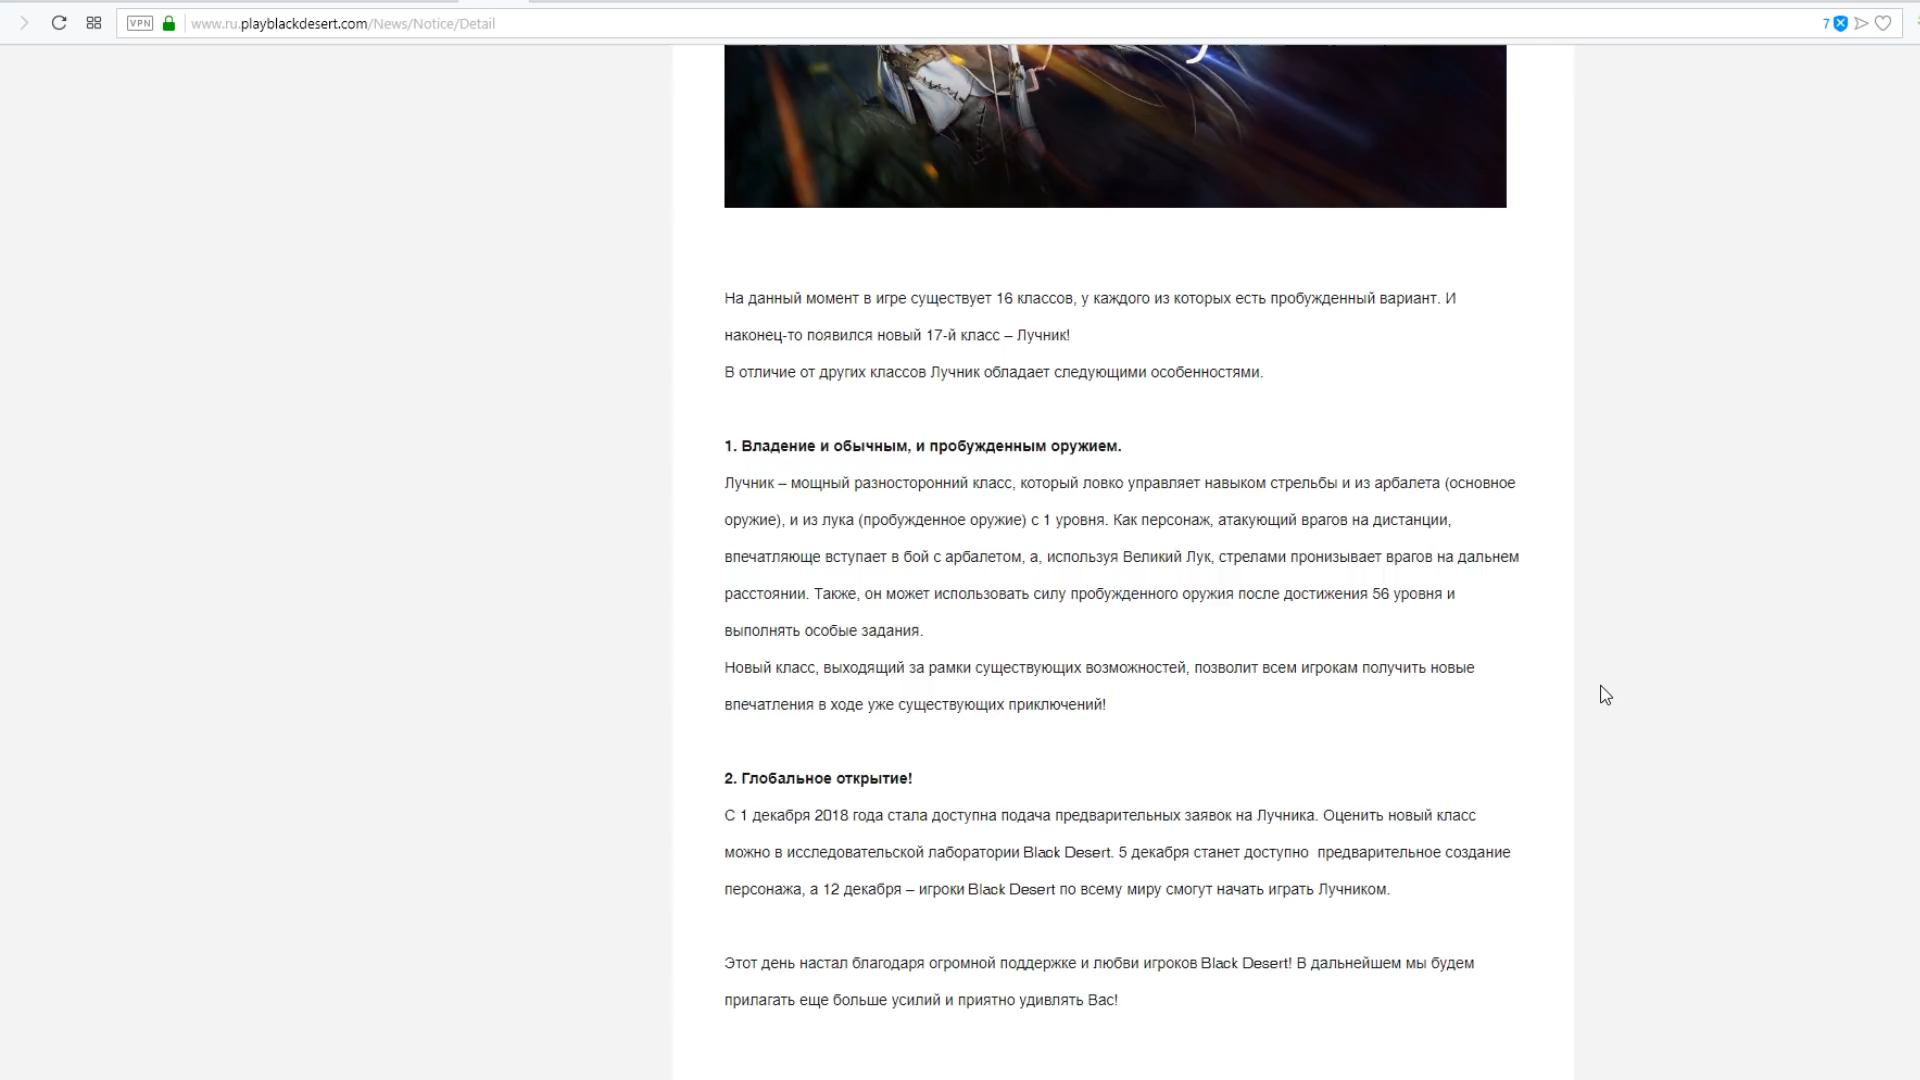 VPN
www.ru.playblackdesert.com/News/Notice/Detail
7
На данный момент в игре существует 16 классов, у каждого из которых есть пробужденный вариант. И
наконец-то появился новый 17-й класс – Лучник!
В отличие от других классов Лучник обладает следующими особенностями.
1. Владение и обычным, и пробужденным оружием.
Лучник – мощный разносторонний класс, который ловко управляет навыком стрельбы и из арбалета (основное
оружие), и из лука (пробужденное оружие) с 1 уровня. Как персонаж, атакующий врагов на дистанции,
впечатляюще вступает в бой с арбалетом, а, используя Великий Лук, стрелами пронизывает врагов на дальнем
расстоянии. Также, он может использовать силу пробужденного оружия после достижения 56 уровня и
выполнять особые задания.
Новый класс, выходящий за рамки существующих возможностей, позволит всем игрокам получить новые
впечатления в ходе уже существующих приключений!
2. Глобальное открытие!
С 1 декабря 2018 года стала доступна подача предварительных заявок на Лучника. Оценить новый класс
можно в исследовательской лаборатории Black Desert. 5 декабря станет доступно  предварительное создание
персонажа, а 12 декабря – игроки Black Desert по всему миру смогут начать играть Лучником.
Этот день настал благодаря огромной поддержке и любви игроков Black Desert! В дальнейшем мы будем
прилагать еще больше усилий и приятно удивлять Вас!